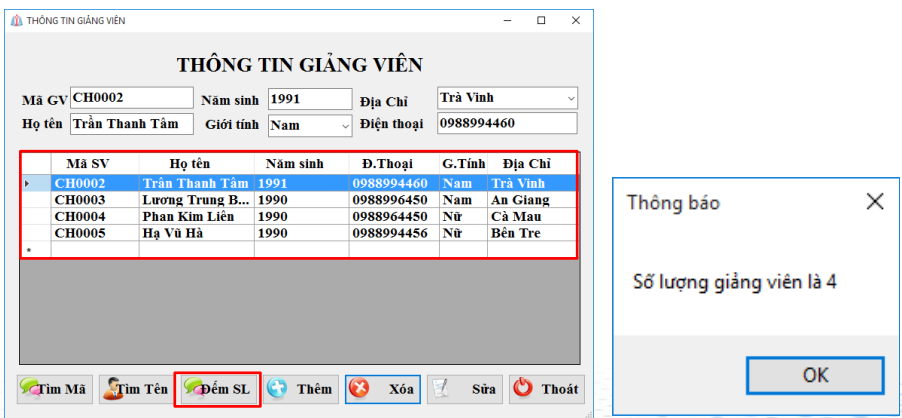 THÔNG TIN GIẢNG VIÊN
THÔNG TIN GIẢNG VIÊN
Mã GV CH0002 Năm sinh 1991 Địa Chỉ Trà Vinh
Họ tên Trần Thanh Tâm Giới tính Nam Điện thoại 0988994460
Mã SV Họ tên Năm sinh Đ.Thoại G.Tính Địa Chỉ
CH0002 Trần Thanh Tâm 1991 0988994460 Nam Trà Vinh
CH0003 Lương Trung B... 1990 0988996450 Nam An Giang
CH0004 Phan Kim Liên 1990 0988964450 Nữ Cà Mau
CH0005 Hạ Vũ Hà 1990 0988994456 Nữ Bến Tre
Tìm Mã Tìm Tên Đếm SL Thêm Xóa Sửa Thoát
Thông báo
Số lượng giảng viên là 4
OK